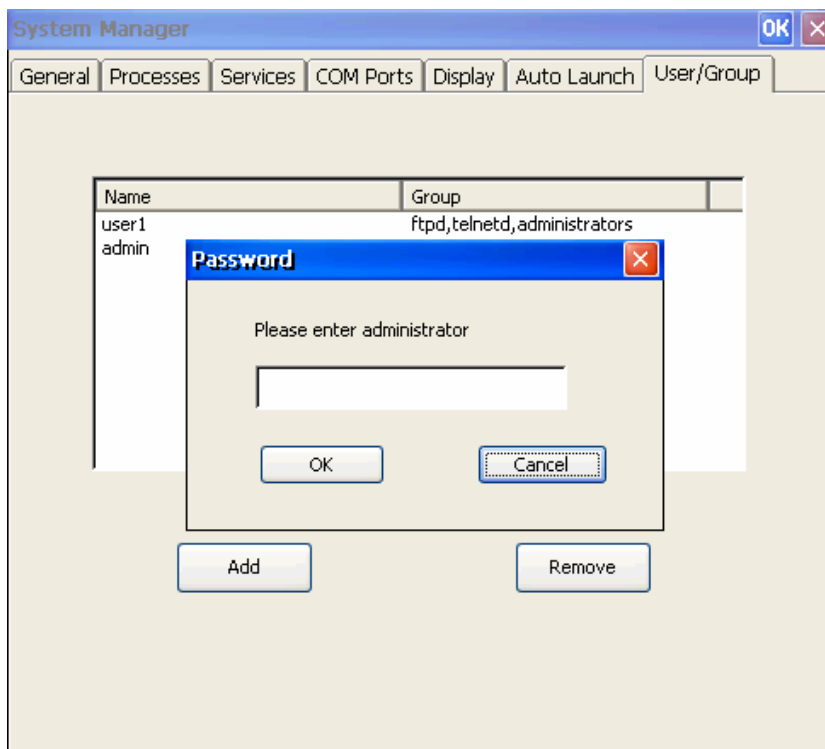 System Manager OK
General Processes Services COM Ports Display Auto Launch User/Group
Name Group
user1 ftpd,telnetd,administrators
admin
Password
Please enter administrator
OK Cancel
Add Remove